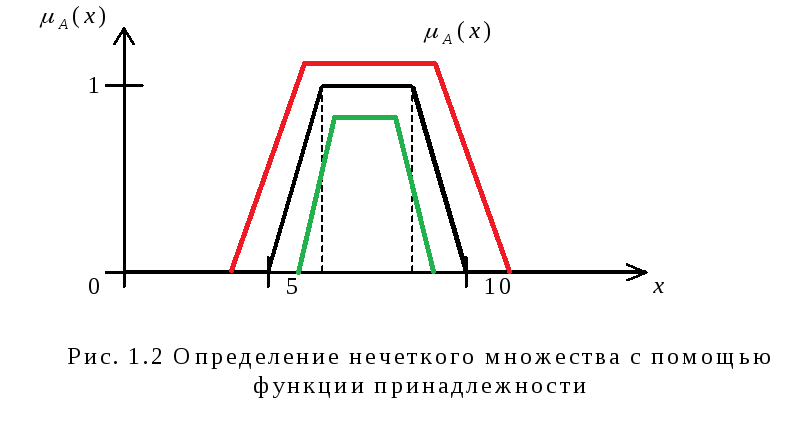 μA(x)
μA(x)
1
0
5
10
x
Рис. 1.2 Определение нечеткого множества с помощью
функции принадлежности